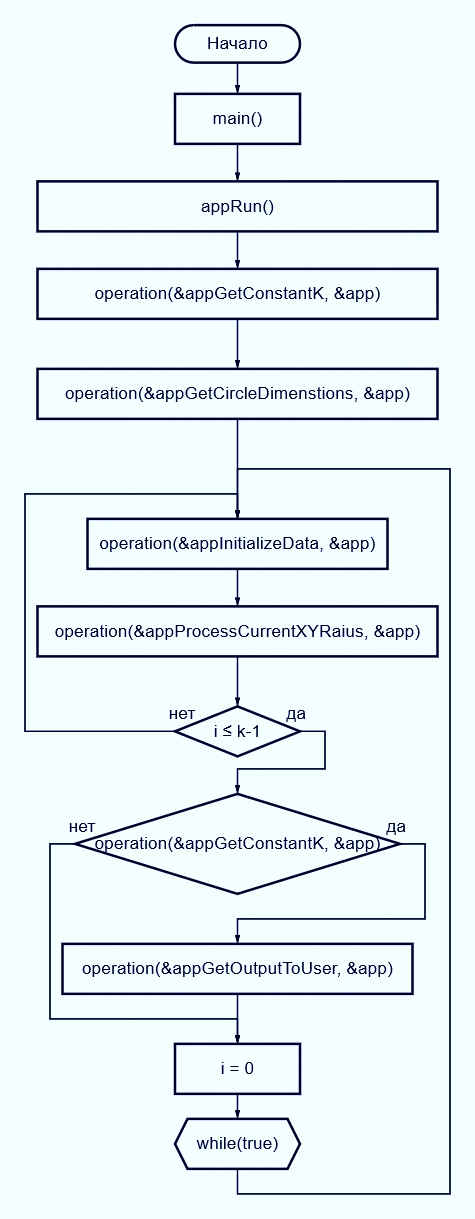 Начало
main()
appRun()
operation(&appGetConstantK, &app)
operation(&appGetCircleDimenstions, &app)
operation(&appInitializeData, &app)
operation(&appProcessCurrentXYRaius, &app)
нет
да
i ≤ k-1
нет
да
operation(&appGetConstantK, &app)
operation(&appGetOutputToUser, &app)
i = 0
while(true)